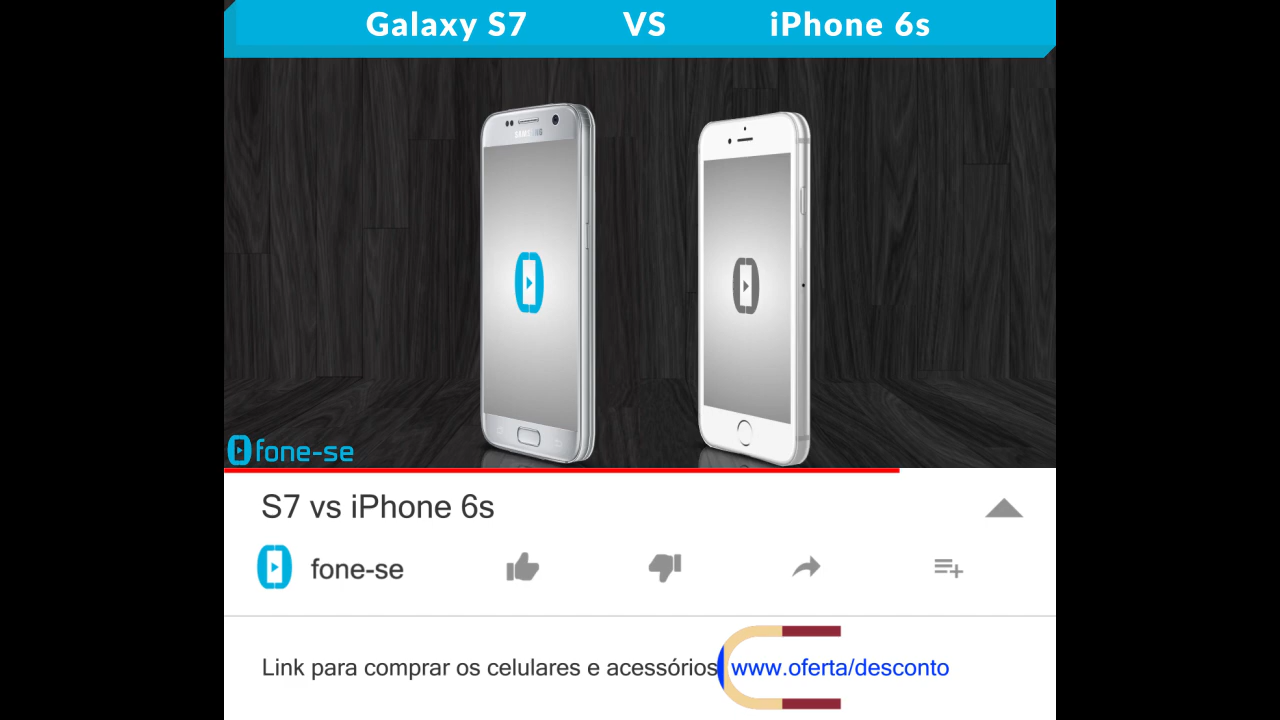 Galaxy S7 VS iPhone 6s
SAMSUNG
fone-se
S7 vs iPhone 6s
fone-se
Link para comprar os celulares e acessórios www.oferta/desconto